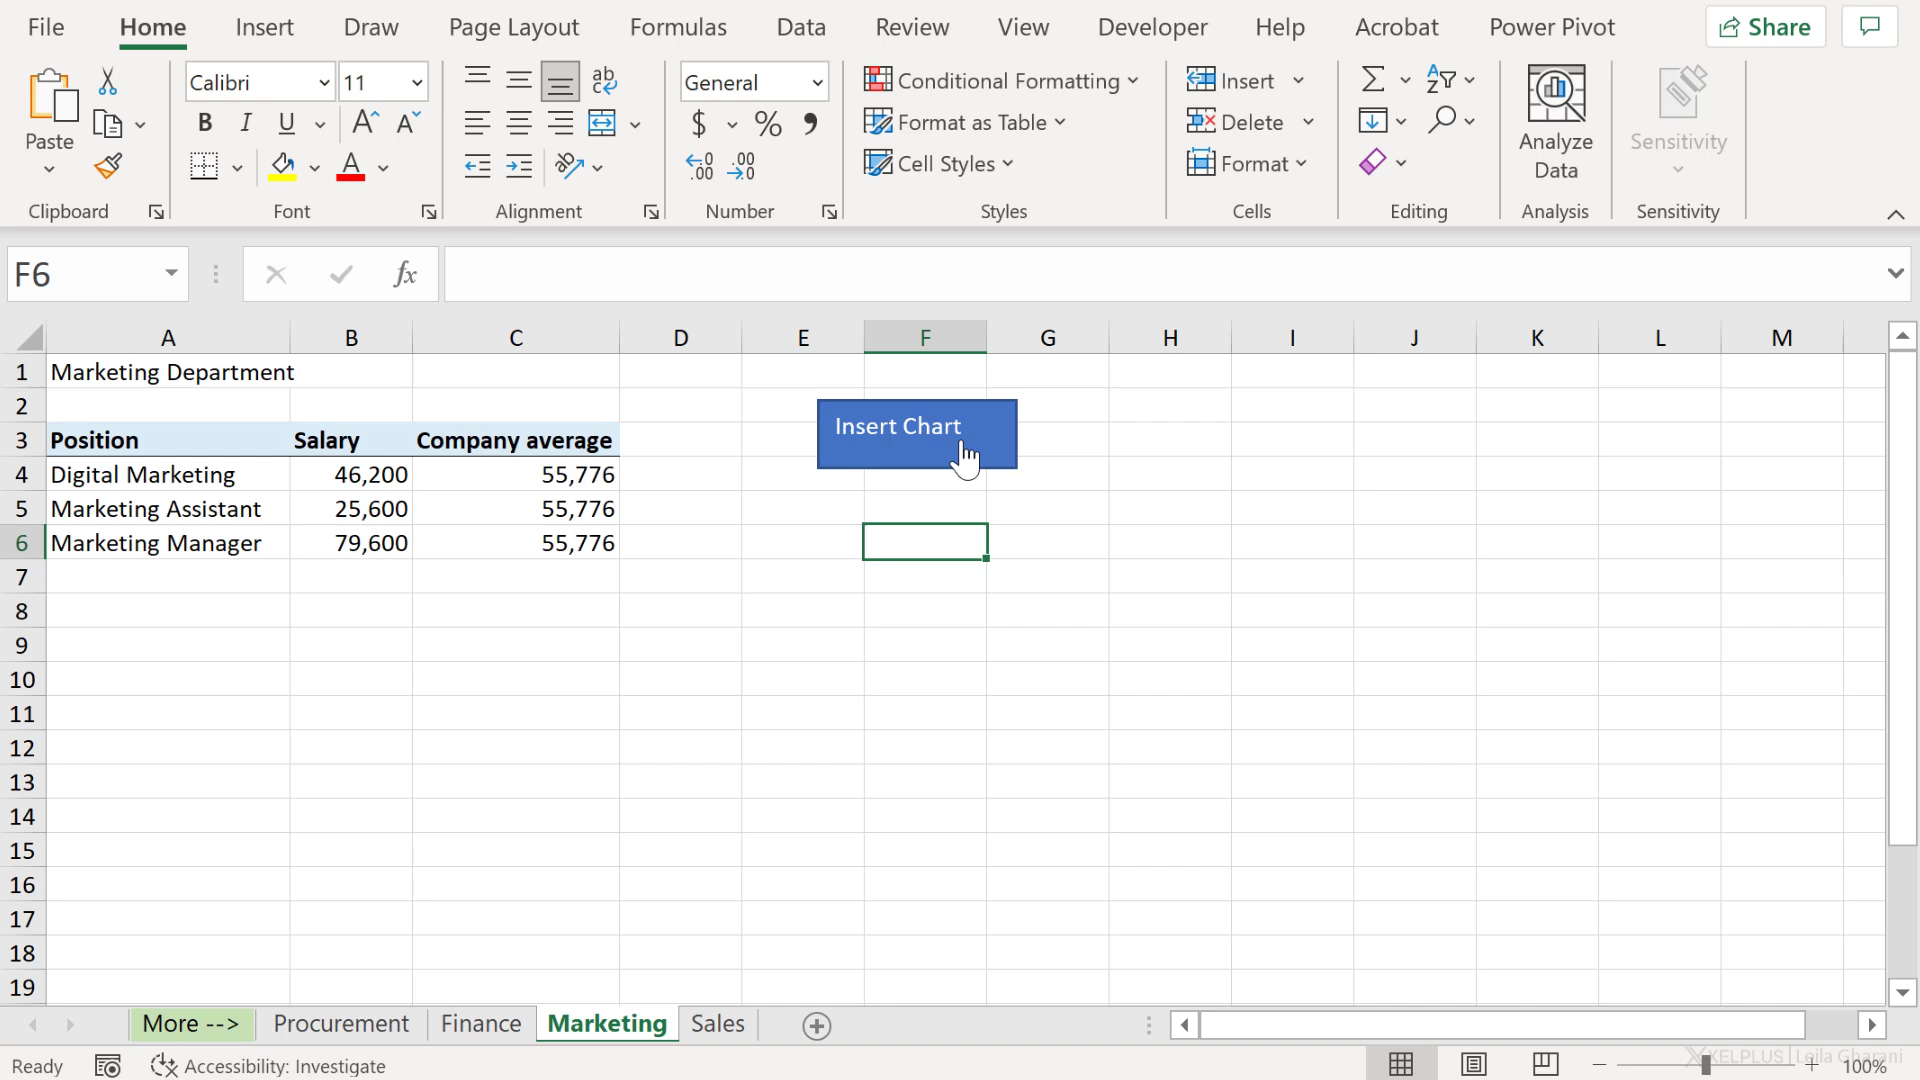 File Home Insert Draw Page Layout Formulas Data Review View Developer Help Acrobat Power Pivot Share
Calibri 11 General Conditional Formatting Insert
Paste B I U Format as Table Delete Analyze Data Sensitivity
Cell Styles Format
Clipboard Font Alignment Number Styles Cells Editing Analysis Sensitivity
F6 fx
A B C D E F G H I J K L M
1 Marketing Department
2
3 Position Salary Company average Insert Chart
4 Digital Marketing 46,200 55,776
5 Marketing Assistant 25,600 55,776
6 Marketing Manager 79,600 55,776
7
8
9
10
11
12
13
14
15
16
17
18
19
More --> Procurement Finance Marketing Sales
Ready Accessibility: Investigate XELPLUS | Leila Gharani 100%